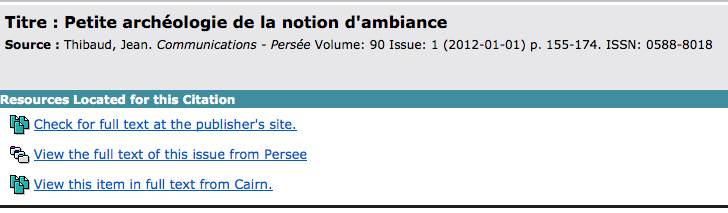 Titre : Petite archéologie de la notion d'ambiance
Source : Thibaud, Jean. Communications - Persée Volume: 90 Issue: 1 (2012-01-01) p. 155-174. ISSN: 0588-8018
Resources Located for this Citation
Check for full text at the publisher's site.
View the full text of this issue from Persee
View this item in full text from Cairn.